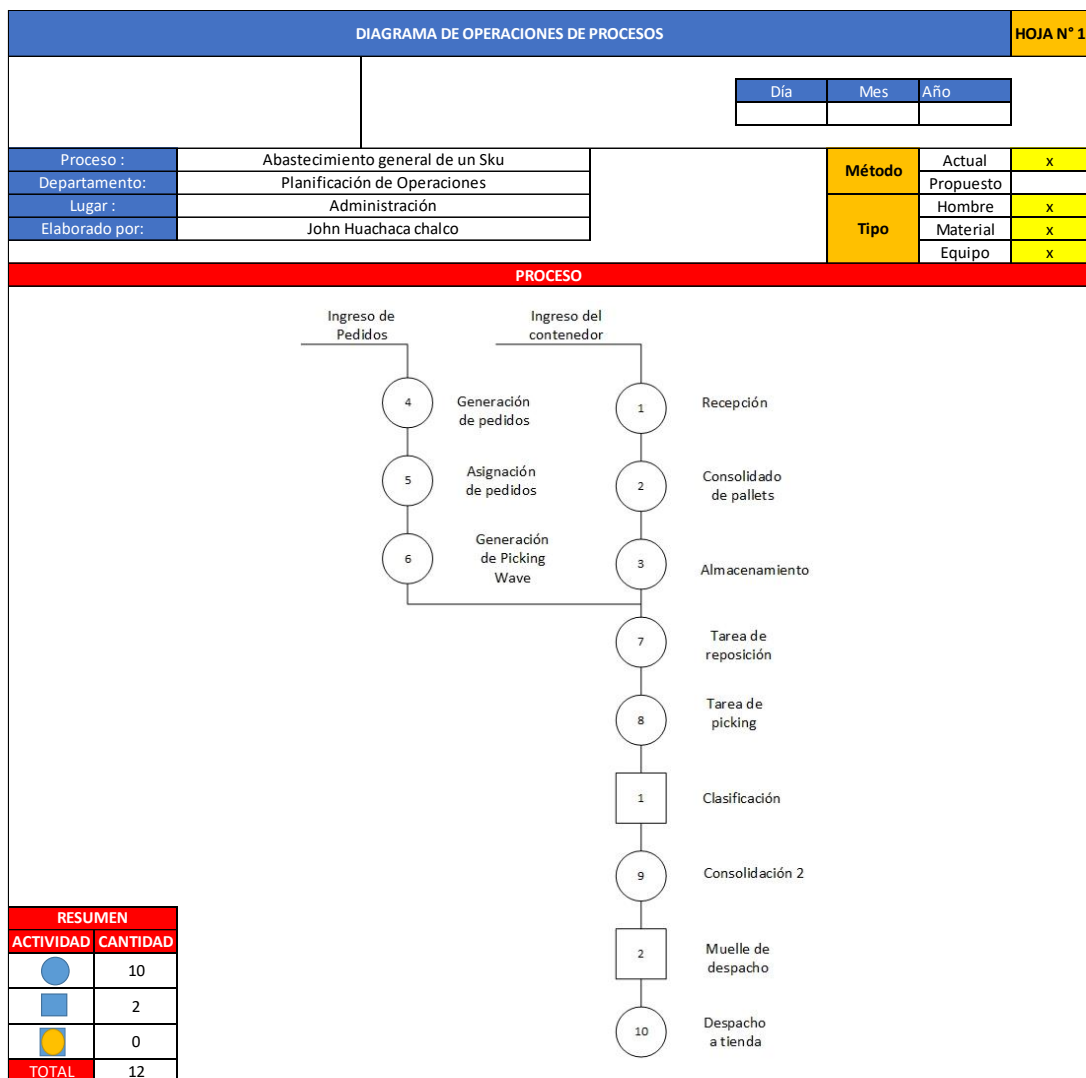 DIAGRAMA DE OPERACIONES DE PROCESOS
HOJA N° 1
Día Mes Año
Proceso : Abastecimiento general de un Sku
Departamento: Planificación de Operaciones
Lugar : Administración
Elaborado por: John Huachaca chalco
Método
Actual x
Propuesto
Tipo
Hombre x
Material x
Equipo x
PROCESO
Ingreso de
Pedidos
Ingreso del
contenedor
4
Generación
de pedidos
1
Recepción
5
Asignación
de pedidos
2
Consolidado
de pallets
6
Generación
de Picking
Wave
3
Almacenamiento
7
Tarea de
reposición
8
Tarea de
picking
1
Clasificación
9
Consolidación 2
2
Muelle de
despacho
10
Despacho
a tienda
RESUMEN
ACTIVIDAD CANTIDAD
10
2
0
TOTAL 12